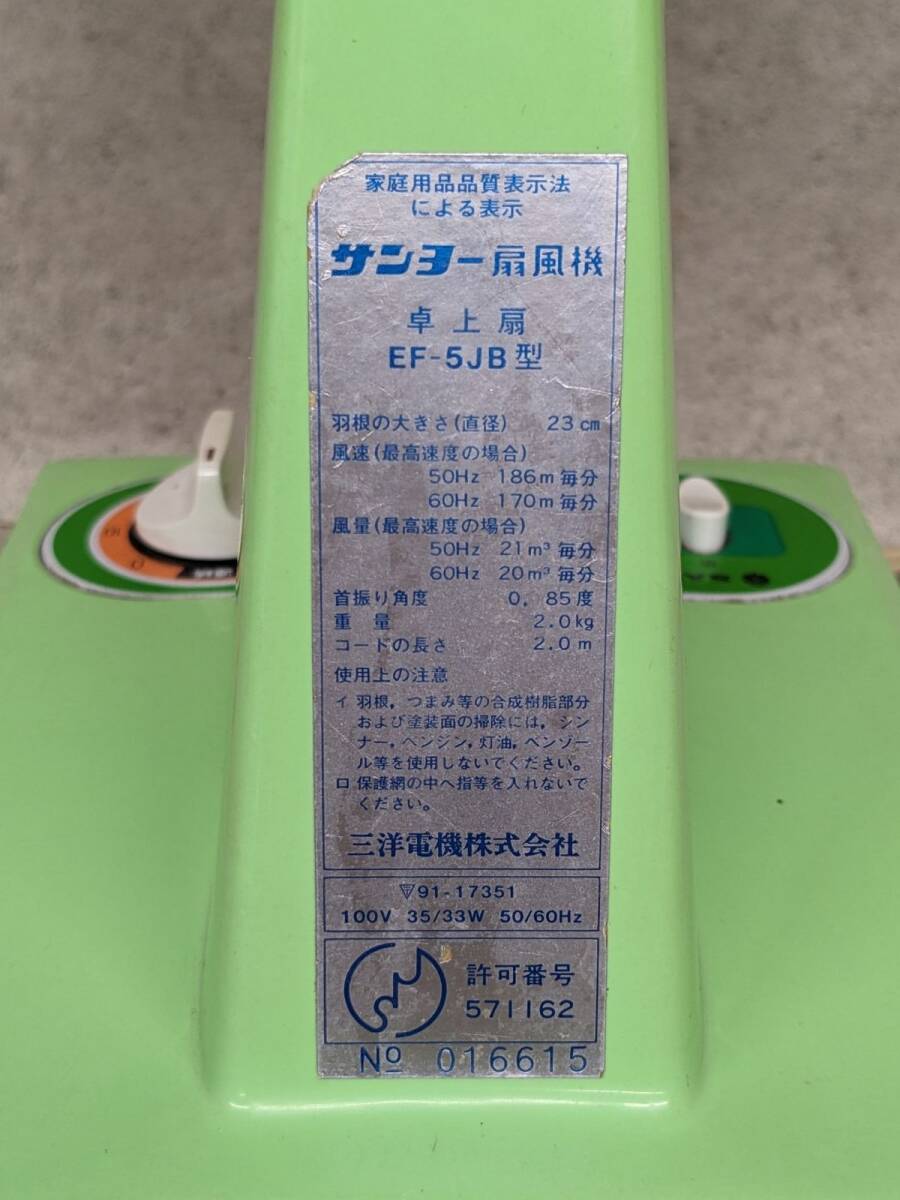 家庭用品品質表示法
による表示
サンヨー扇風機
卓上扇
EF-5JB型
羽根の大きさ(直径) 23cm
風速(最高速度の場合)
50Hz 186m毎分
60Hz 170m毎分
風量(最高速度の場合)
50Hz 21m³毎分
60Hz 20m³毎分
首振り角度 0, 85度
重量 2.0kg
コードの長さ 2.0m
使用上の注意
イ 羽根, つまみ等の合成樹脂部分
および塗装面の掃除には, シン
ナー, ベンジン, 灯油, ベンゾー
ル等を使用しないでください。
ロ 保護網の中へ指等を入れないで
ください。
三洋電機株式会社
91-17351
100V 35/33W 50/60Hz
許可番号
571162
№ 016615